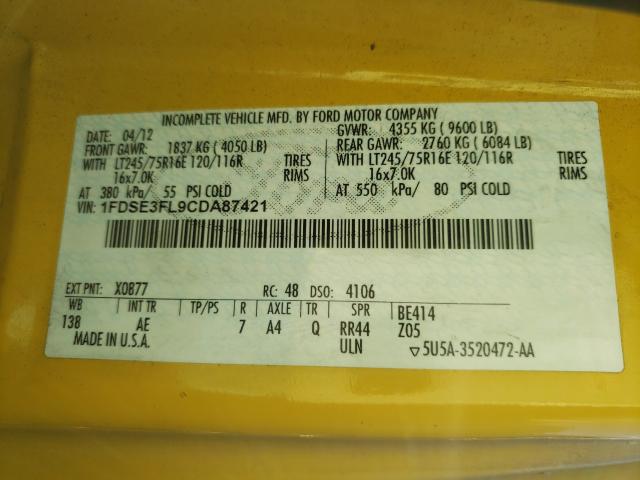 INCOMPLETE VEHICLE MFD. BY FORD MOTOR COMPANY
DATE: 04/12 GVWR: 4355 KG ( 9600 LB)
FRONT GAWR: 1837 KG ( 4050 LB) REAR GAWR: 2760 KG ( 6084 LB)
WITH LT245/75R16E 120/116R TIRES WITH LT245/75R16E 120/116R TIRES
16x7.0K RIMS 16x7.0K RIMS
AT 380 kPa/ 55 PSI COLD AT 550 kPa/ 80 PSI COLD
VIN: 1FDSE3FL9CDA87421
EXT PNT: X0877 RC: 48 DSO: 4106
WB INT TR TP/PS R AXLE TR SPR BE414
138 AE 7 A4 Q RR44 Z05
MADE IN U.S.A. ULN ▽5U5A-3520472-AA